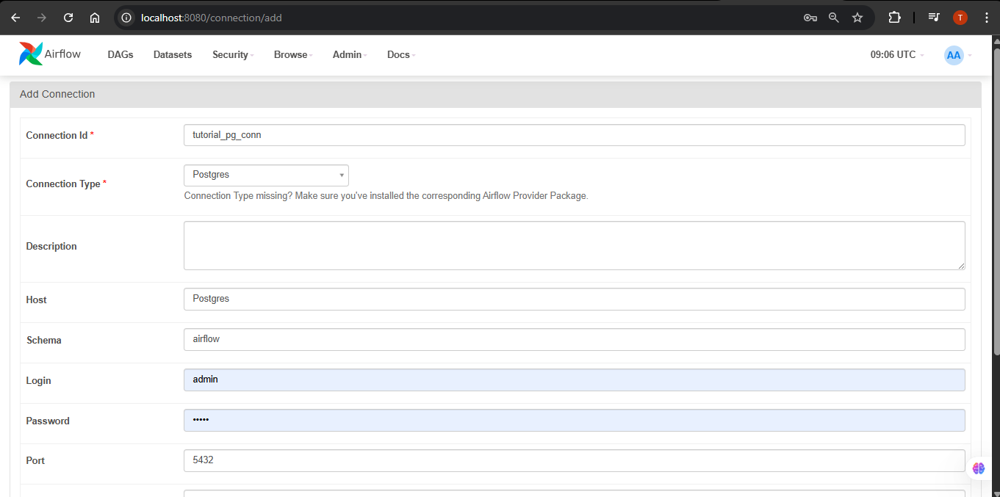 localhost:8080/connection/add
T
Airflow DAGs Datasets Security Browse Admin Docs 09:06 UTC AA
Add Connection
Connection Id * tutorial_pg_conn
Connection Type * Postgres
Connection Type missing? Make sure you've installed the corresponding Airflow Provider Package.
Description
Host Postgres
Schema airflow
Login admin
Password •••••
Port 5432